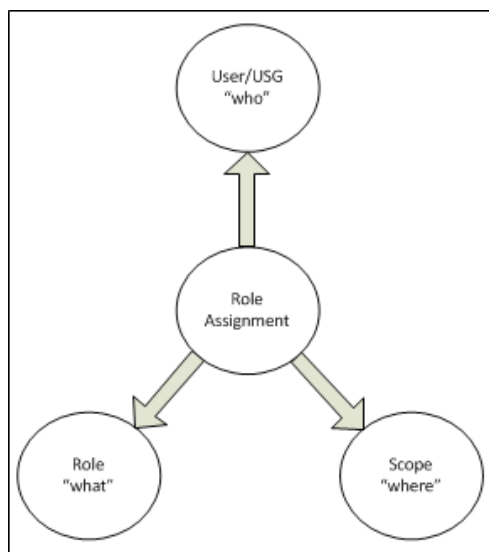 User/USG
“who”
Role
Assignment
Role
“what”
Scope
“where”